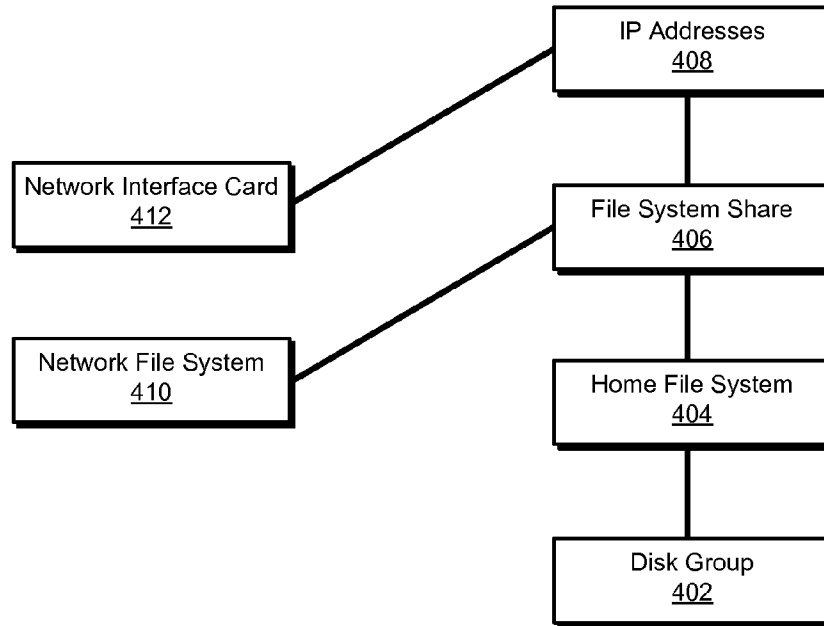 IP Addresses
408
Network Interface Card
412
File System Share
406
Network File System
410
Home File System
404
Disk Group
402